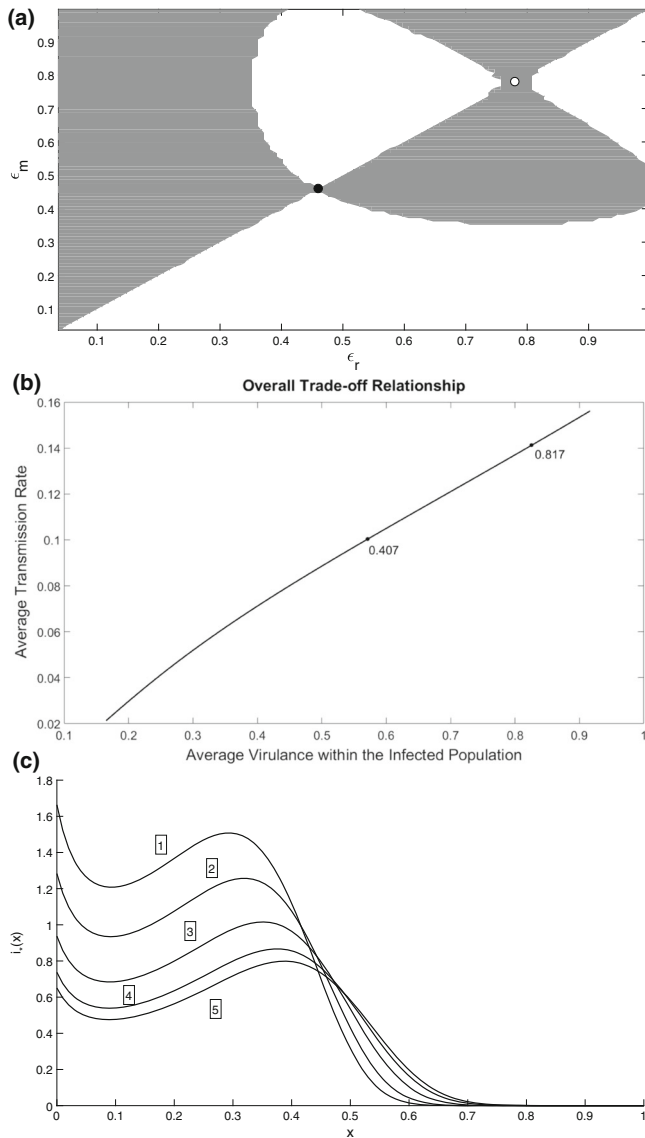 (a)
0.9
0.8
0.7
0.6
0.5
0.4
0.3
0.2
0.1
ϵm
0.1 0.2 0.3 0.4 0.5 0.6 0.7 0.8 0.9
ϵr
(b)
Overall Trade-off Relationship
0.16
0.14
0.12
0.1
0.08
0.06
0.04
0.02
Average Transmission Rate
0.817
0.407
0.1 0.2 0.3 0.4 0.5 0.6 0.7 0.8 0.9 1
Average Virulance within the Infected Population
(c)
1.8
1.6
1.4
1.2
1
0.8
0.6
0.4
0.2
0
i*(x)
1
2
3
4
5
0 0.1 0.2 0.3 0.4 0.5 0.6 0.7 0.8 0.9 1
x